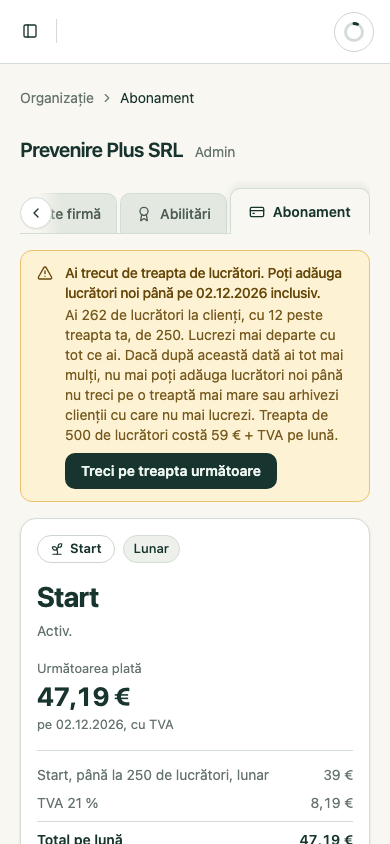 Organizație > Abonament
Prevenire Plus SRL Admin
te firmă Abilități Abonament
Ai trecut de treapta de lucrători. Poți adăuga
lucrători noi până pe 02.12.2026 inclusiv.
Ai 262 de lucrători la clienți, cu 12 peste
treapta ta, de 250. Lucrezi mai departe cu
tot ce ai. Dacă după această dată ai tot mai
mulți, nu mai poți adăuga lucrători noi până
nu treci pe o treaptă mai mare sau arhivezi
clienții cu care nu mai lucrezi. Treapta de
500 de lucrători costă 59 € + TVA pe lună.
Treci pe treapta următoare
Start Lunar
Start
Activ.
Următoarea plată
47,19 €
pe 02.12.2026, cu TVA
Start, până la 250 de lucrători, lunar 39 €
TVA 21 % 8,19 €
Total pe lună 47,19 €